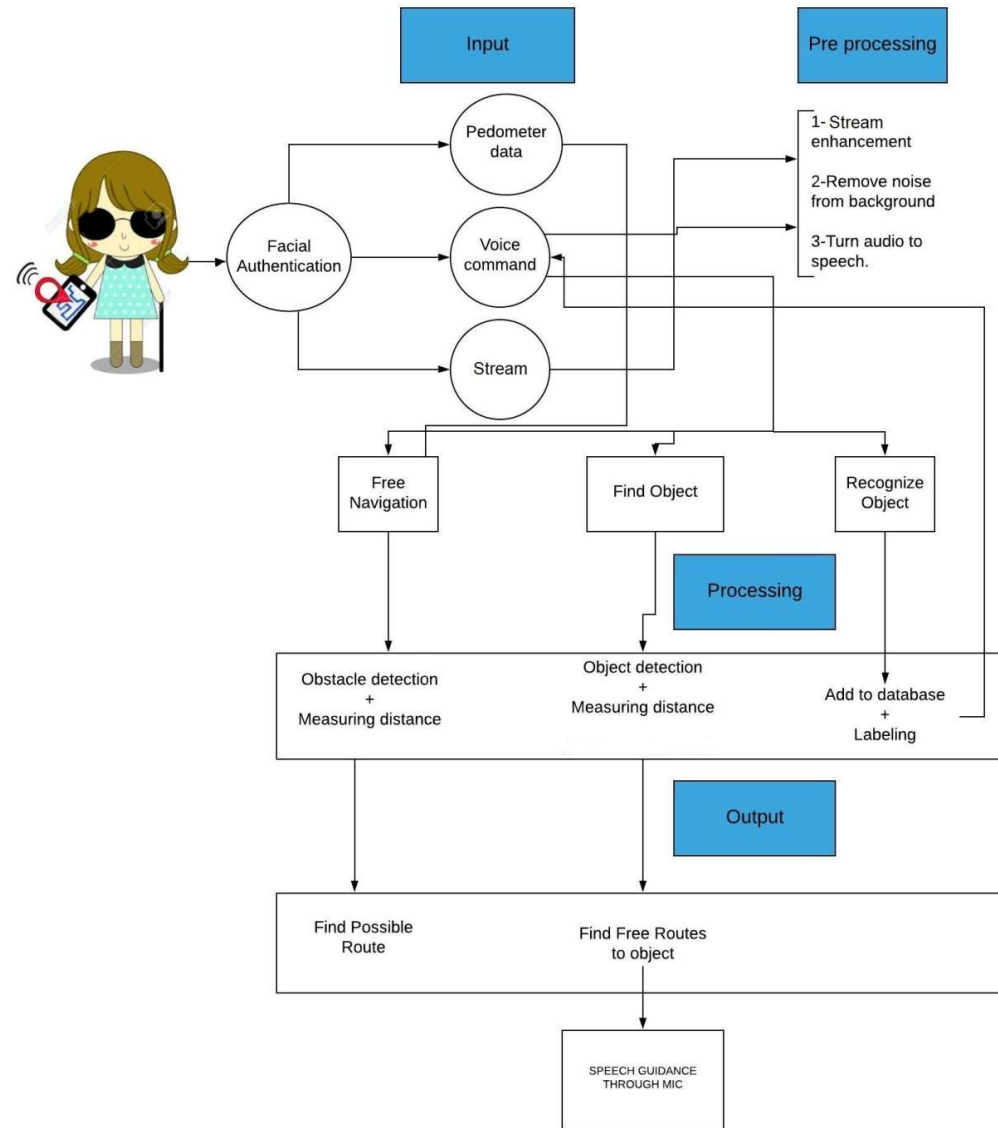 Input
Pre processing
Pedometer
data
1- Stream
enhancement
2-Remove noise
from background
3-Turn audio to
speech.
Facial
Authentication
Voice
command
Stream
Free
Navigation
Find Object
Recognize
Object
Processing
Obstacle detection
+
Measuring distance
Object detection
+
Measuring distance
Add to database
+
Labeling
Output
Find Possible
Route
Find Free Routes
to object
SPEECH GUIDANCE
THROUGH MIC